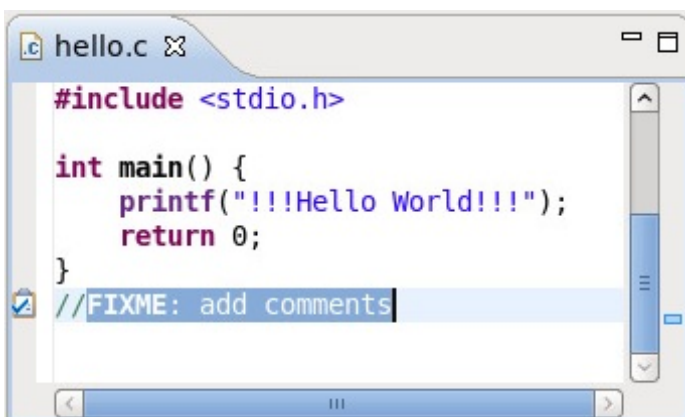 hello.c
#include <stdio.h>
int main() {
    printf("!!!Hello World!!!");
    return 0;
}
//FIXME: add comments